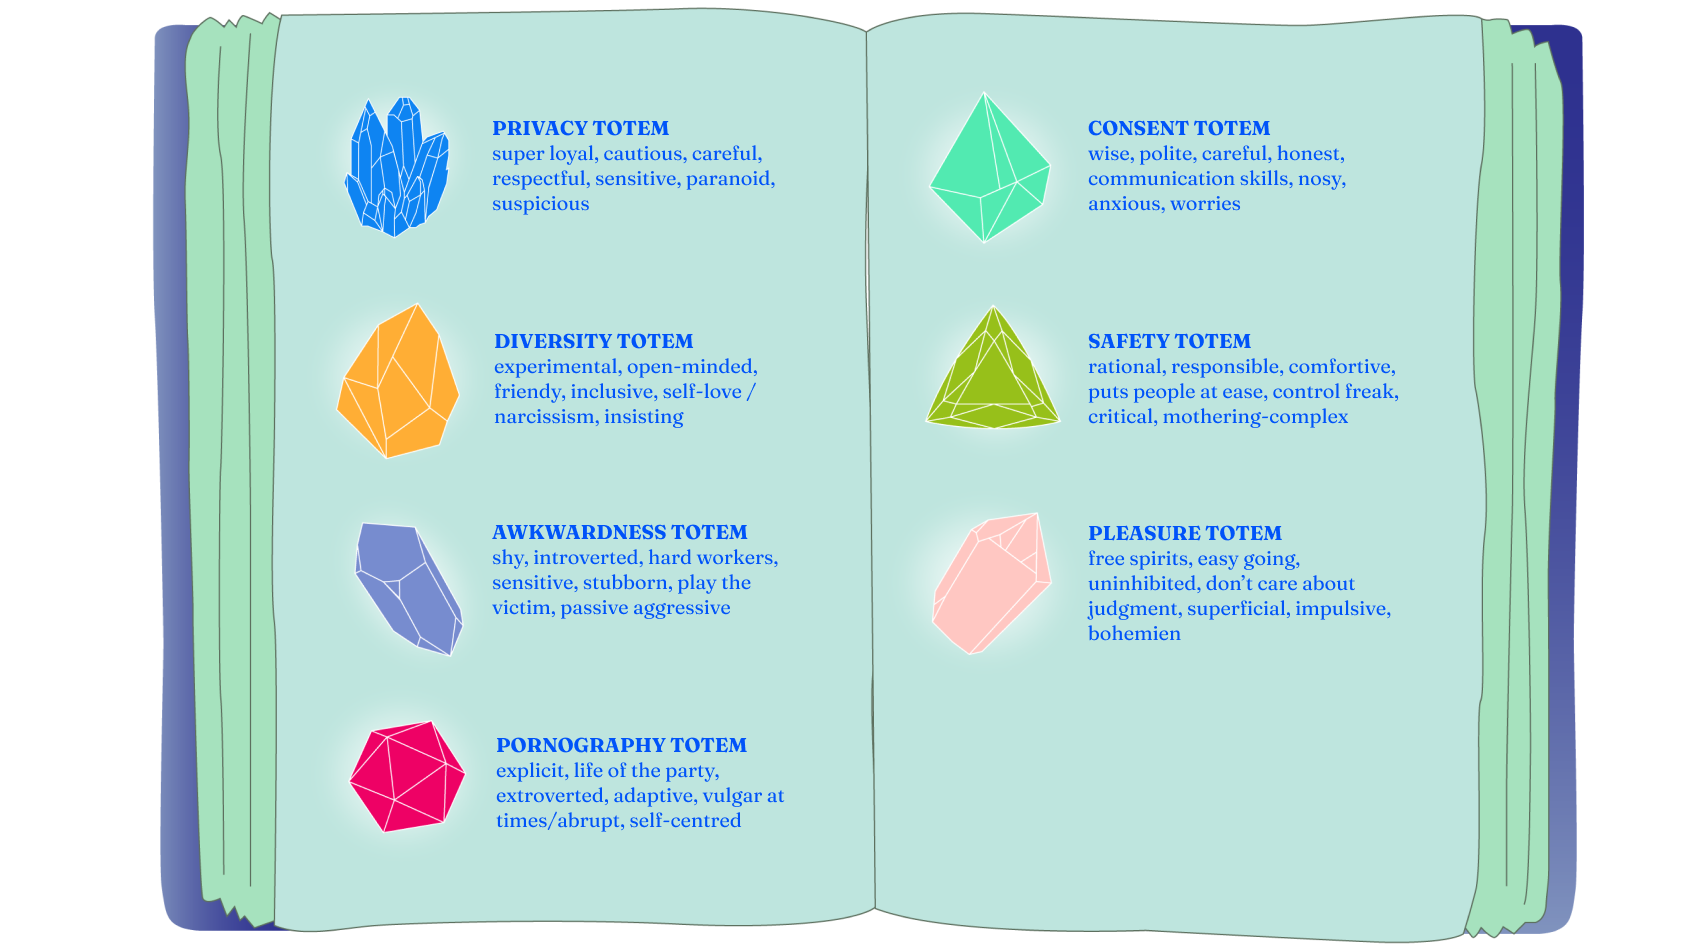 PRIVACY TOTEM
super loyal, cautious, careful,
respectful, sensitive, paranoid,
suspicious
DIVERSITY TOTEM
experimental, open-minded,
friendy, inclusive, self-love /
narcissism, insisting
AWKWARDNESS TOTEM
shy, introverted, hard workers,
sensitive, stubborn, play the
victim, passive aggressive
PORNOGRAPHY TOTEM
explicit, life of the party,
extroverted, adaptive, vulgar at
times/abrupt, self-centred
CONSENT TOTEM
wise, polite, careful, honest,
communication skills, nosy,
anxious, worries
SAFETY TOTEM
rational, responsible, comfortive,
puts people at ease, control freak,
critical, mothering-complex
PLEASURE TOTEM
free spirits, easy going,
uninhibited, don’t care about
judgment, superficial, impulsive,
bohemien